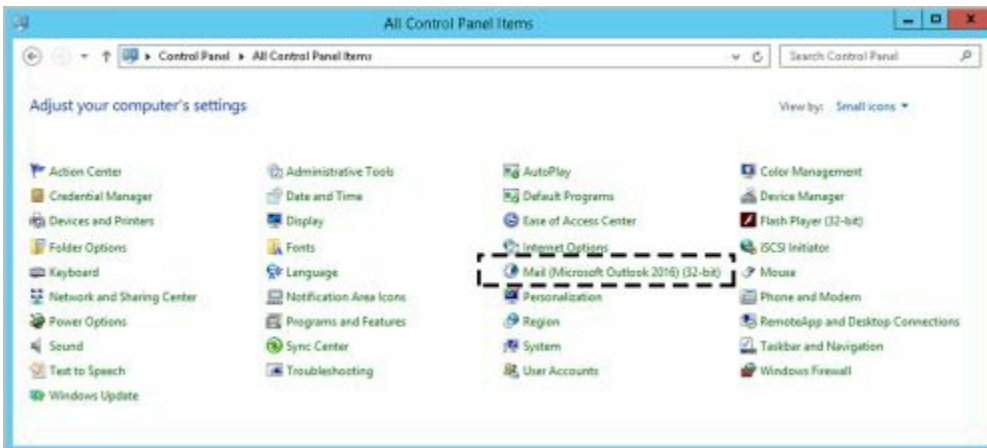 All Control Panel Items
Control Panel All Control Panel Items Search Control Panel
Adjust your computer's settings View by: Small icons
Action Center Administrative Tools AutoPlay Color Management
Credential Manager Date and Time Default Programs Device Manager
Devices and Printers Display Ease of Access Center Flash Player (32-bit)
Folder Options Fonts Internet Options iSCSI Initiator
Keyboard Language Mail (Microsoft Outlook 2016) (32-bit) Mouse
Network and Sharing Center Notification Area Icons Personalization Phone and Modem
Power Options Programs and Features Region RemoteApp and Desktop Connections
Sound Sync Center System Taskbar and Navigation
Text to Speech Troubleshooting User Accounts Windows Firewall
Windows Update